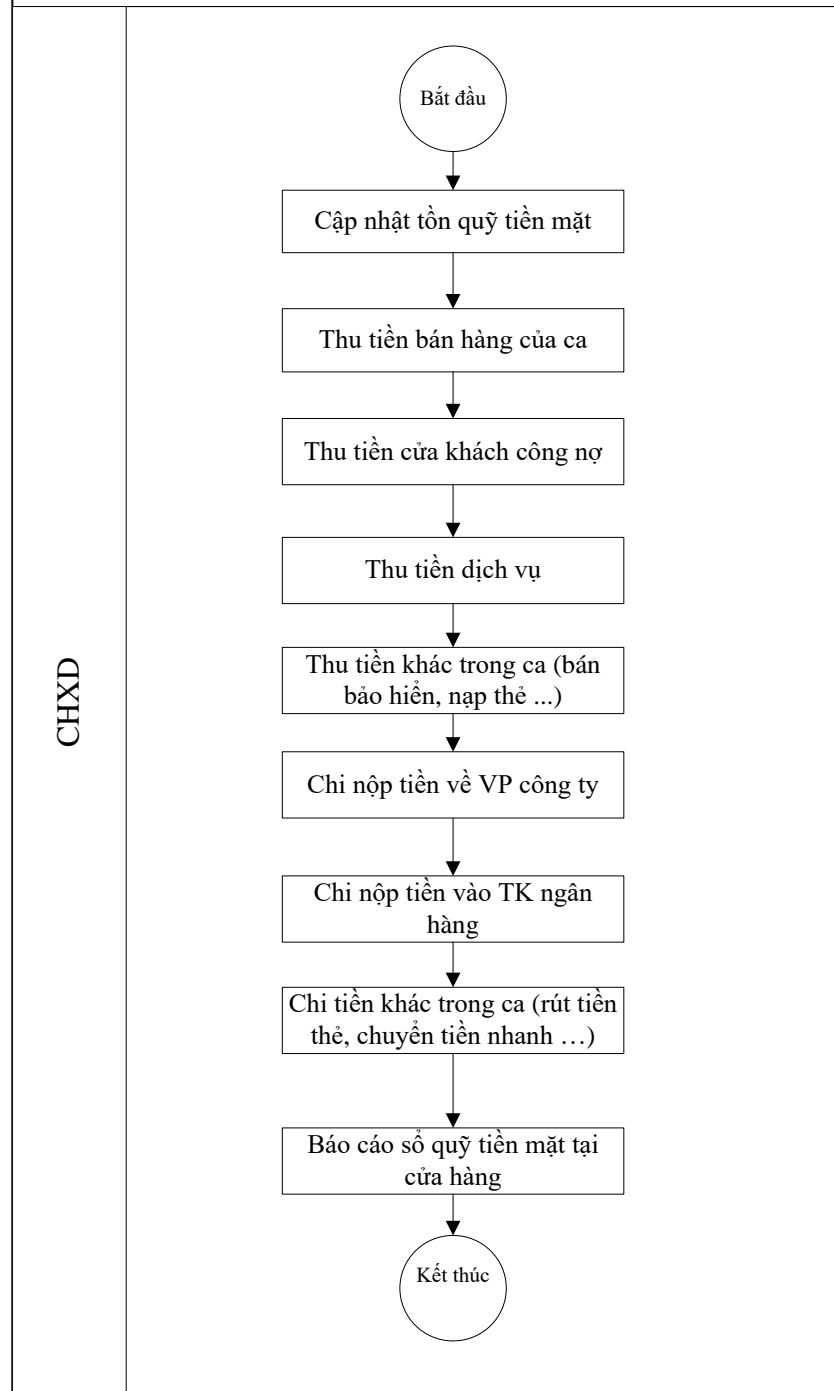 CHXD
Bắt đầu
Cập nhật tồn quỹ tiền mặt
Thu tiền bán hàng của ca
Thu tiền cửa khách công nợ
Thu tiền dịch vụ
Thu tiền khác trong ca (bán
bảo hiển, nạp thẻ ...)
Chi nộp tiền về VP công ty
Chi nộp tiền vào TK ngân
hàng
Chi tiền khác trong ca (rút tiền
thẻ, chuyển tiền nhanh …)
Báo cáo sổ quỹ tiền mặt tại
cửa hàng
Kết thúc